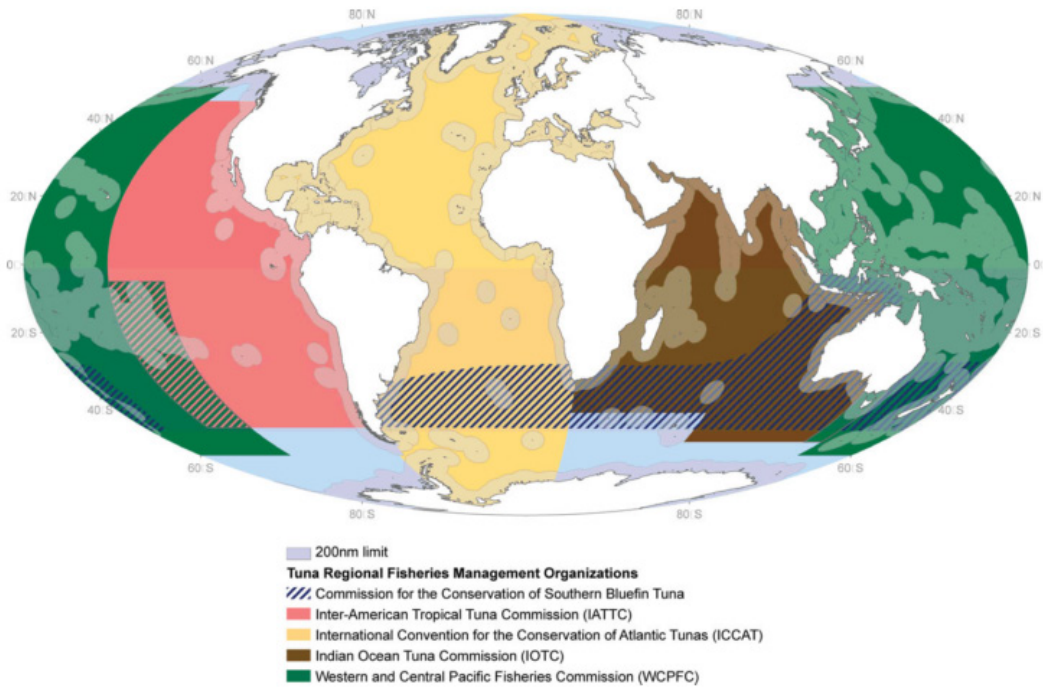 80°N 80°N
60°N 60°N
40°N 40°N
20°N 20°N
0° 0°
20°S 20°S
40°S 40°S
60°S 60°S
80°S 80°S
200nm limit
Tuna Regional Fisheries Management Organizations
Commission for the Conservation of Southern Bluefin Tuna
Inter-American Tropical Tuna Commission (IATTC)
International Convention for the Conservation of Atlantic Tunas (ICCAT)
Indian Ocean Tuna Commission (IOTC)
Western and Central Pacific Fisheries Commission (WCPFC)